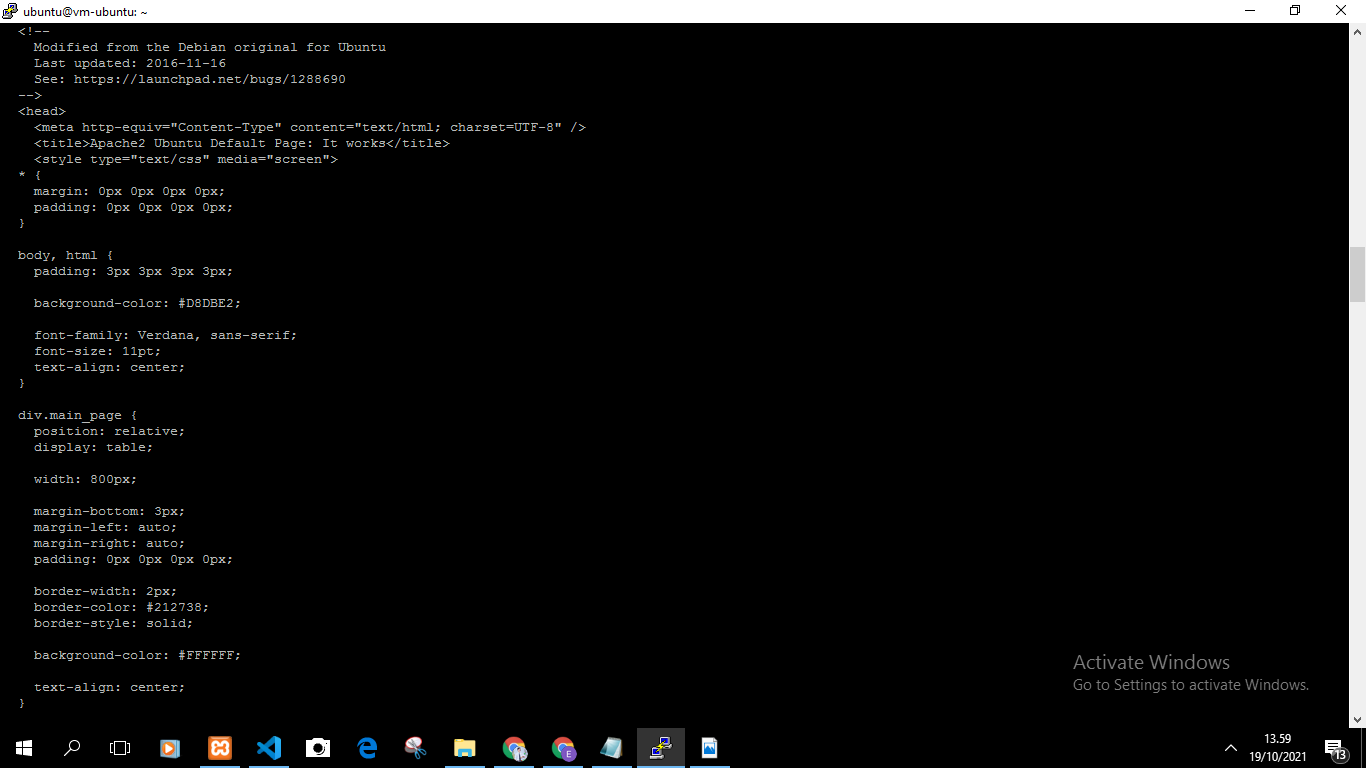 ubuntu@vm-ubuntu: ~
<!--
  Modified from the Debian original for Ubuntu
  Last updated: 2016-11-16
  See: https://launchpad.net/bugs/1288690
-->
<head>
  <meta http-equiv="Content-Type" content="text/html; charset=UTF-8" />
  <title>Apache2 Ubuntu Default Page: It works</title>
  <style type="text/css" media="screen">
* {
  margin: 0px 0px 0px 0px;
  padding: 0px 0px 0px 0px;
}
body, html {
  padding: 3px 3px 3px 3px;
  background-color: #D8DBE2;
  font-family: Verdana, sans-serif;
  font-size: 11pt;
  text-align: center;
}
div.main_page {
  position: relative;
  display: table;
  width: 800px;
  margin-bottom: 3px;
  margin-left: auto;
  margin-right: auto;
  padding: 0px 0px 0px 0px;
  border-width: 2px;
  border-color: #212738;
  border-style: solid;
  background-color: #FFFFFF;
  text-align: center;
}
Activate Windows
Go to Settings to activate Windows.
E
13.59
19/10/2021
13